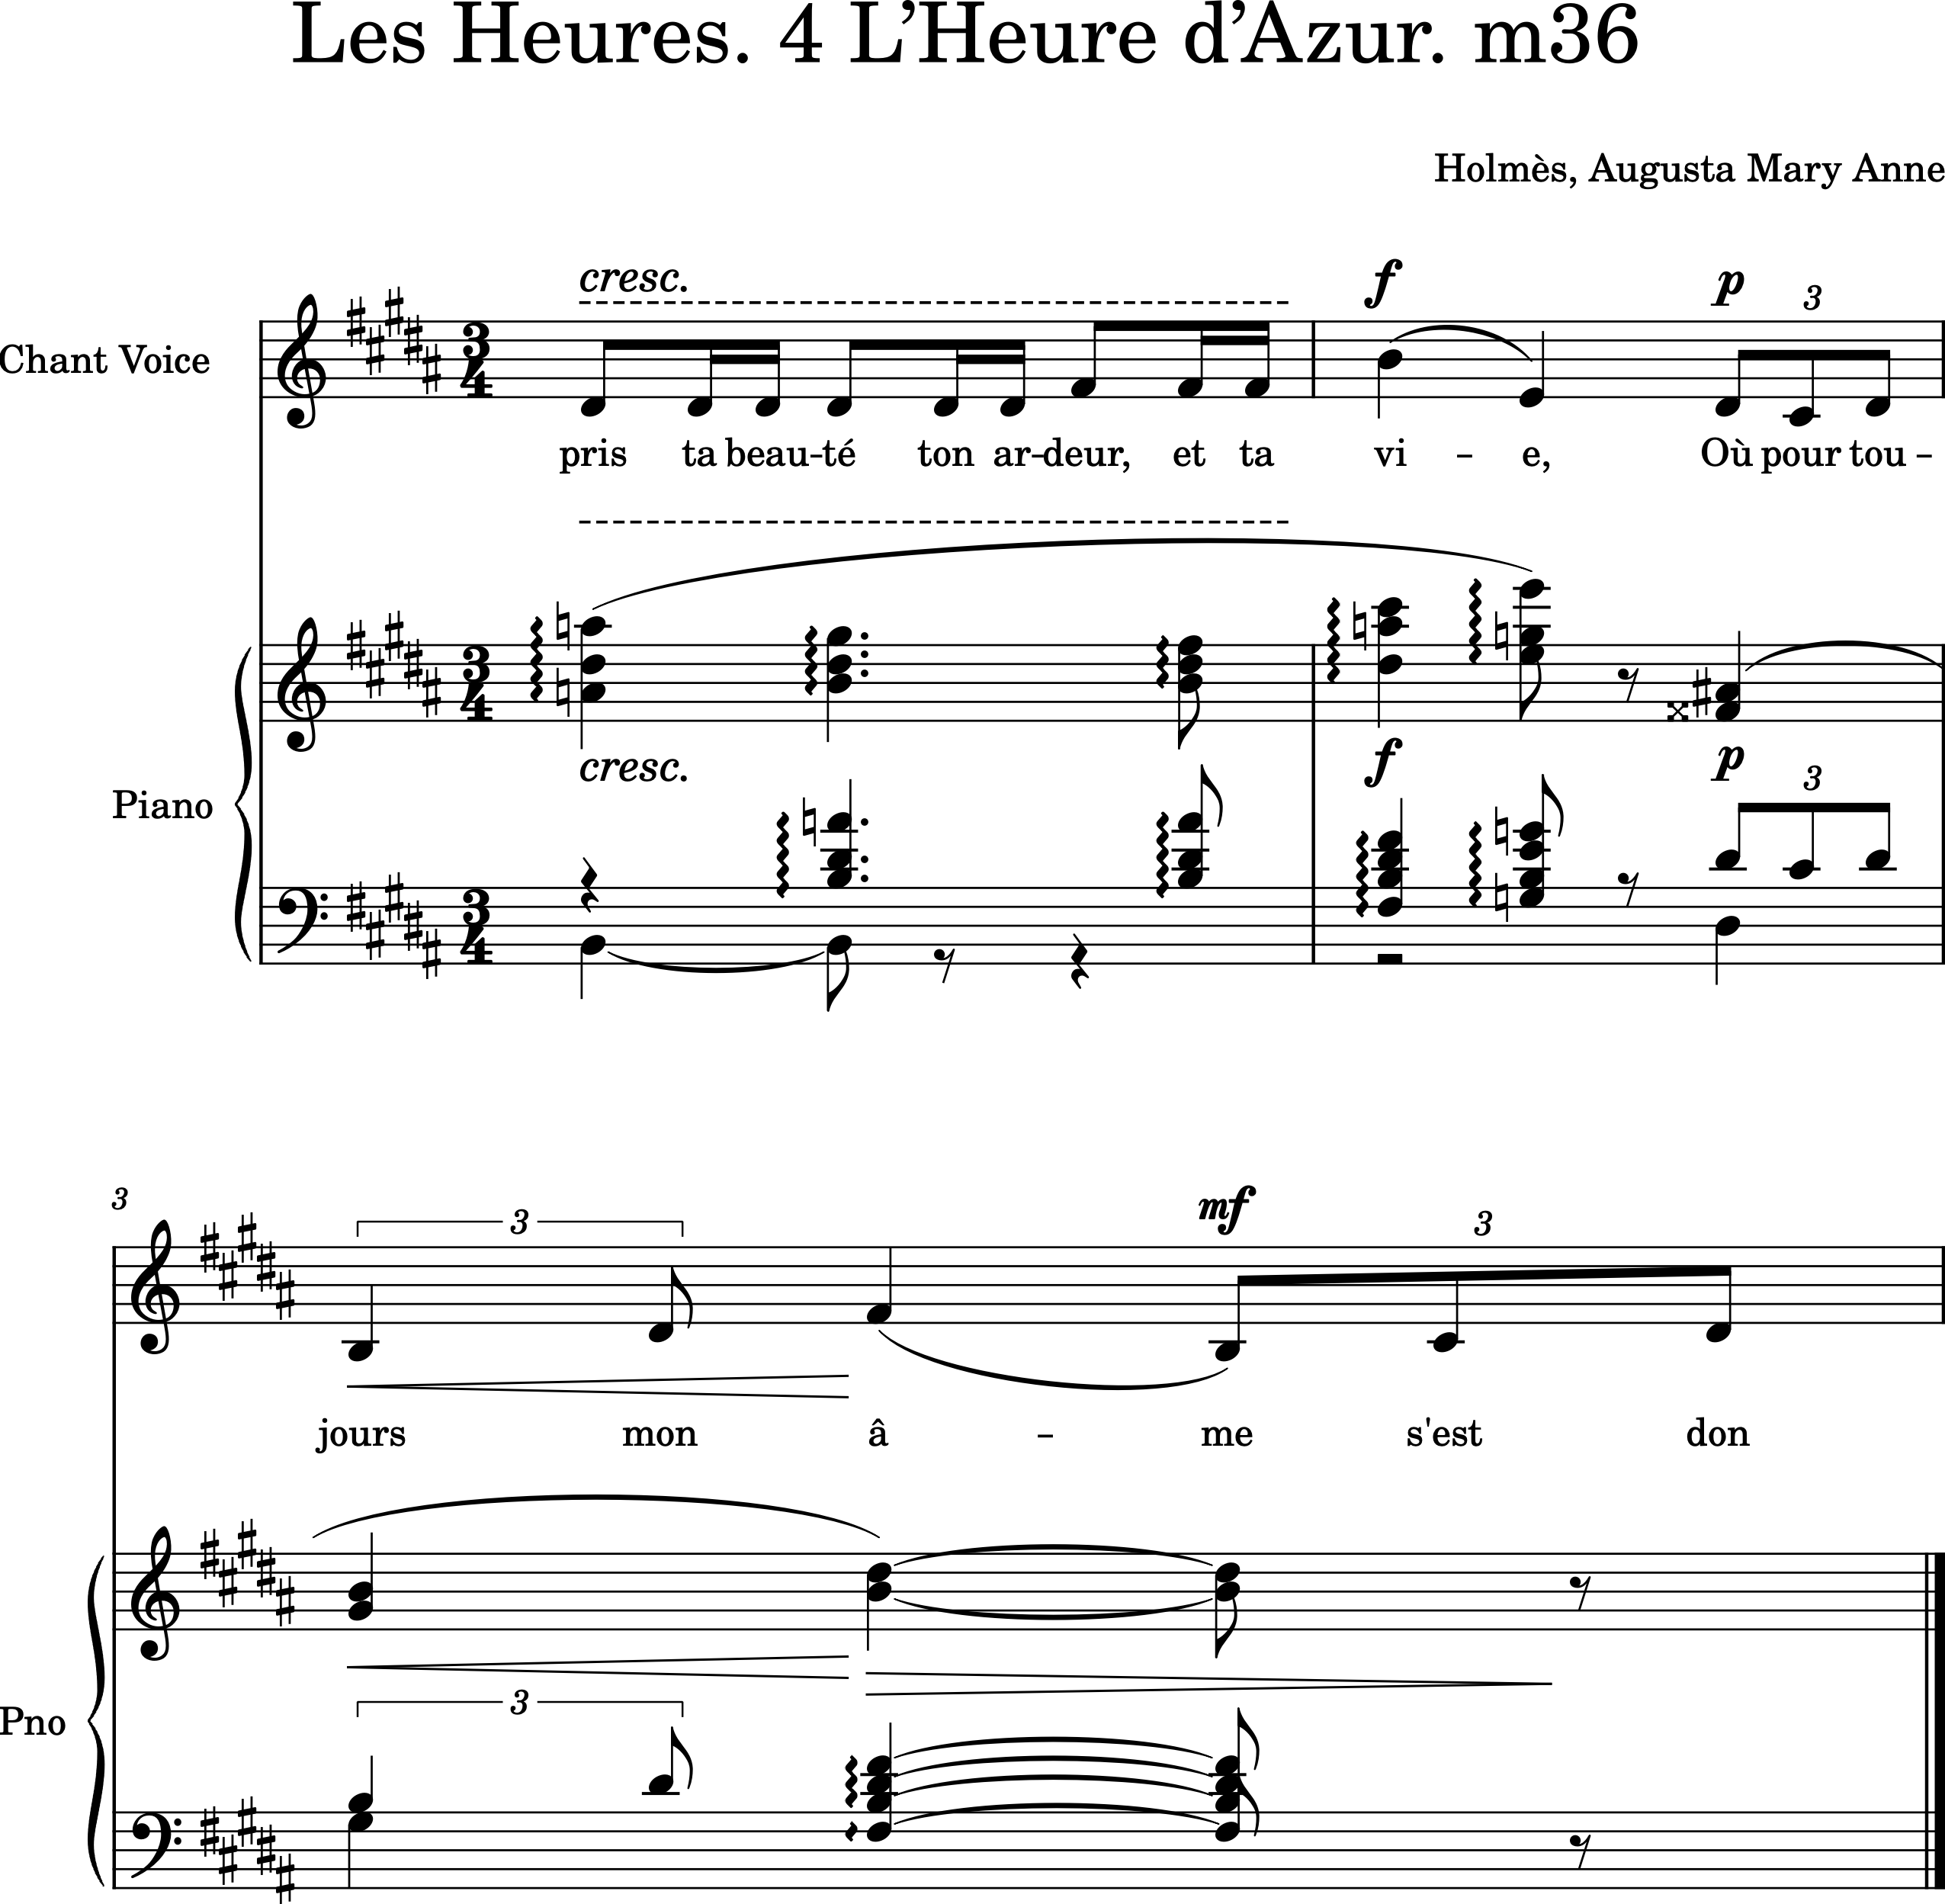 Les Heures. 4 L’Heure d’Azur. m36
Holmès, Augusta Mary Anne
cresc.
f
p
3
Chant Voice
pris ta beau-té ton ar-deur, et ta vi - e, Où pour tou -
cresc.
f
p
3
Piano
3
3
mf
3
jours mon â - me s'est don
3
Pno